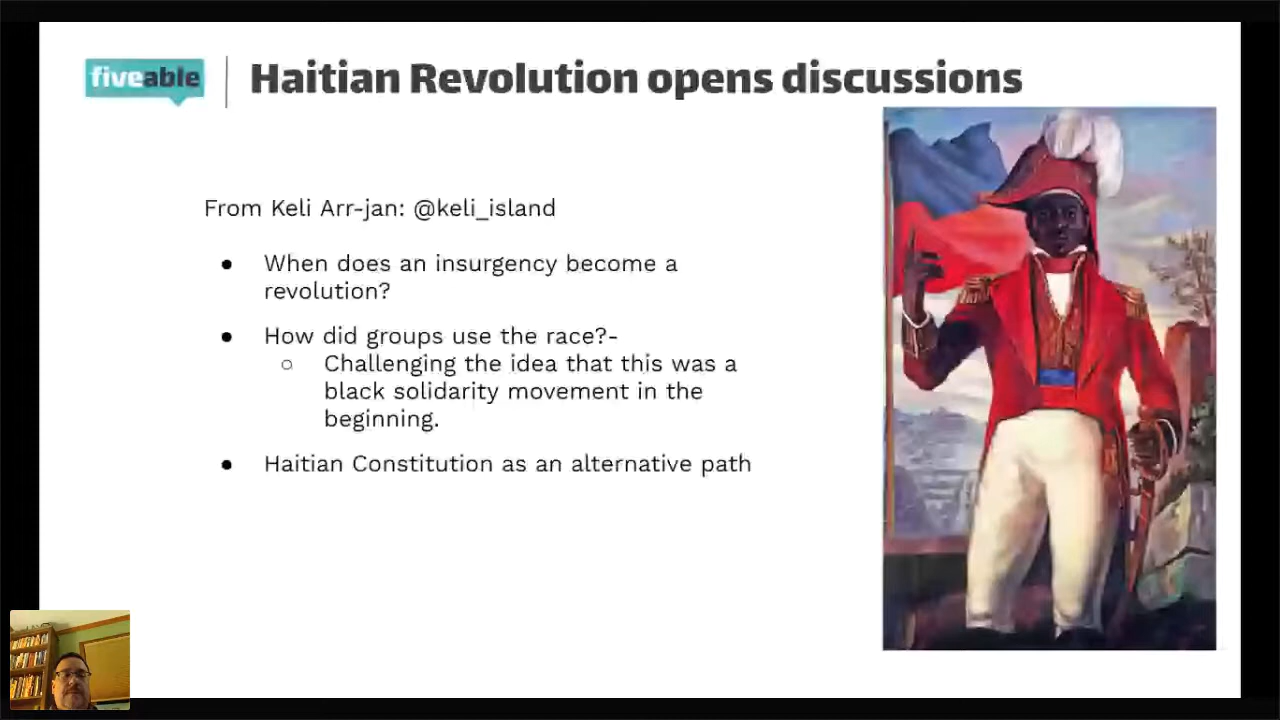 fiveable
Haitian Revolution opens discussions
From Keli Arr-jan: @keli_island
● When does an insurgency become a
revolution?
● How did groups use the race?-
○ Challenging the idea that this was a
black solidarity movement in the
beginning.
● Haitian Constitution as an alternative path